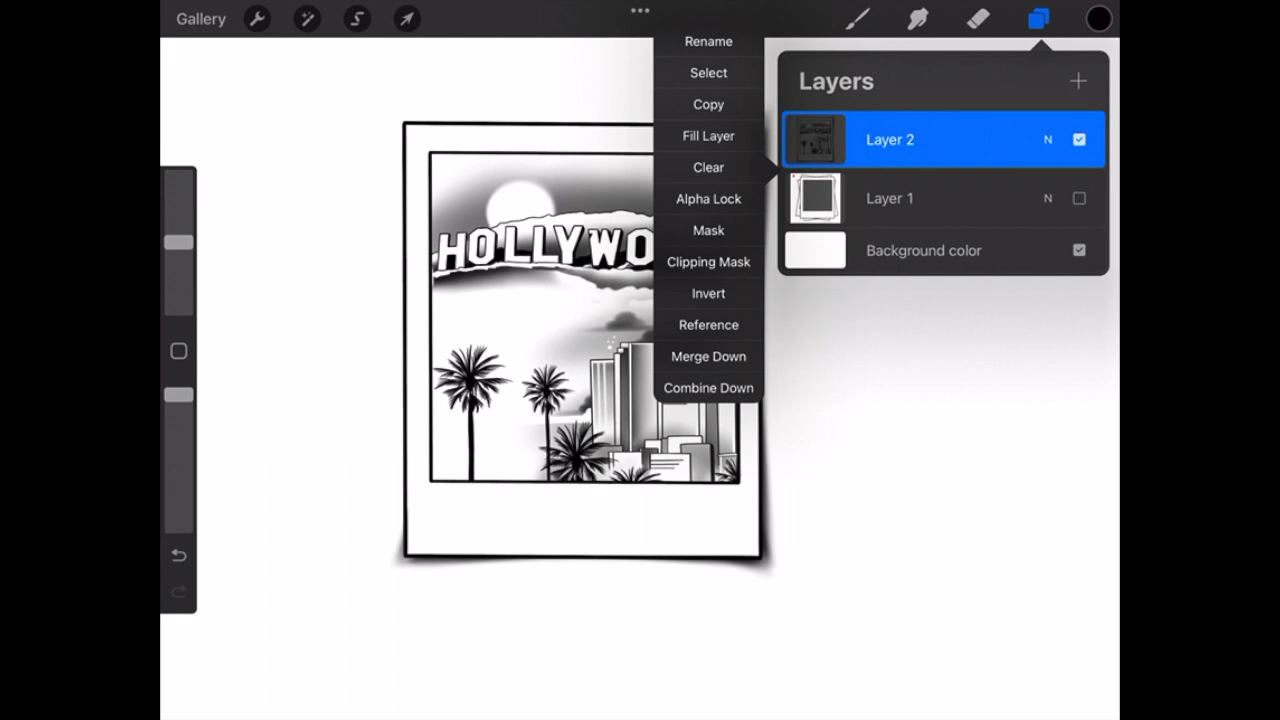 Gallery
Rename
Select
Copy
Fill Layer
Clear
Alpha Lock
Mask
Clipping Mask
Invert
Reference
Merge Down
Combine Down
Layers
Layer 2 N
Layer 1 N
Background color
HOLLYWO